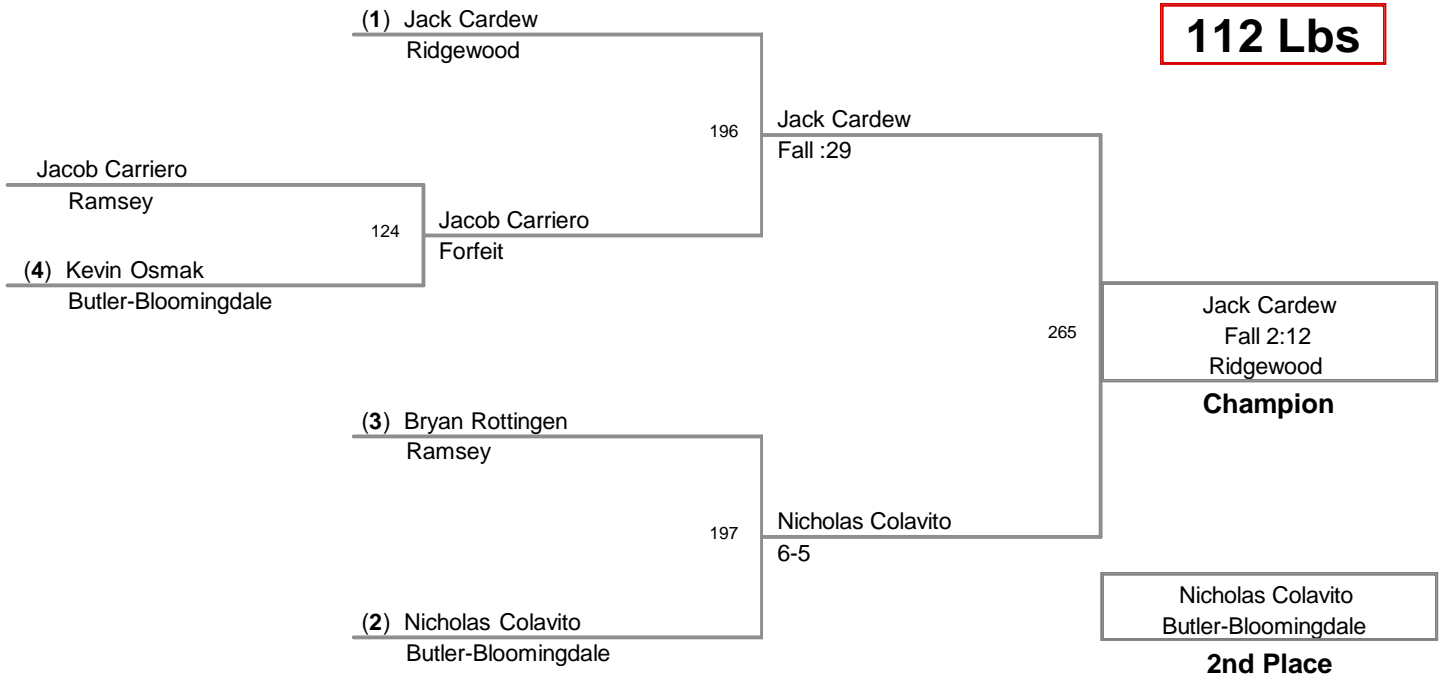 (1) Jack Cardew
Ridgewood
112 Lbs
196
Jack Cardew
Fall :29
Jacob Carriero
Ramsey
124
Jacob Carriero
Forfeit
(4) Kevin Osmak
Butler-Bloomingdale
265
Jack Cardew
Fall 2:12
Ridgewood
Champion
(3) Bryan Rottingen
Ramsey
197
Nicholas Colavito
6-5
(2) Nicholas Colavito
Butler-Bloomingdale
Nicholas Colavito
Butler-Bloomingdale
2nd Place